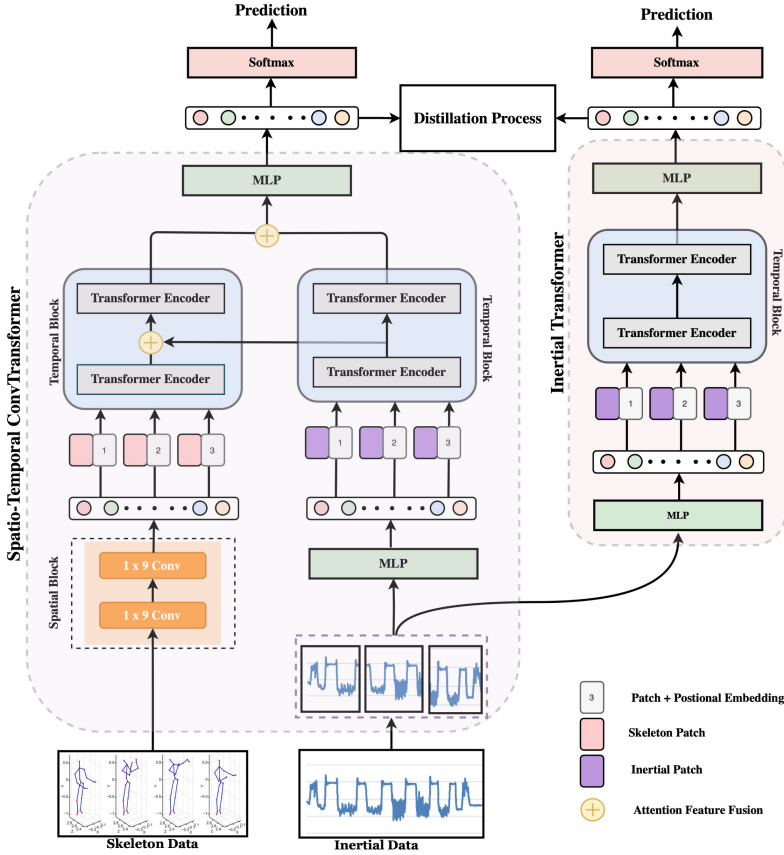 Prediction
Prediction
Softmax
Softmax
Distillation Process
MLP
MLP
Spatio-Temporal ConvTransformer
Inertial Transformer
Temporal Block
Transformer Encoder
Transformer Encoder
Transformer Encoder
Transformer Encoder
Temporal Block
Transformer Encoder
Transformer Encoder
Temporal Block
1
2
3
1
2
3
1
2
3
MLP
MLP
Spatial Block
1 x 9 Conv
1 x 9 Conv
3
Patch + Postional Embedding
Skeleton Patch
Inertial Patch
Attention Feature Fusion
Skeleton Data
Inertial Data